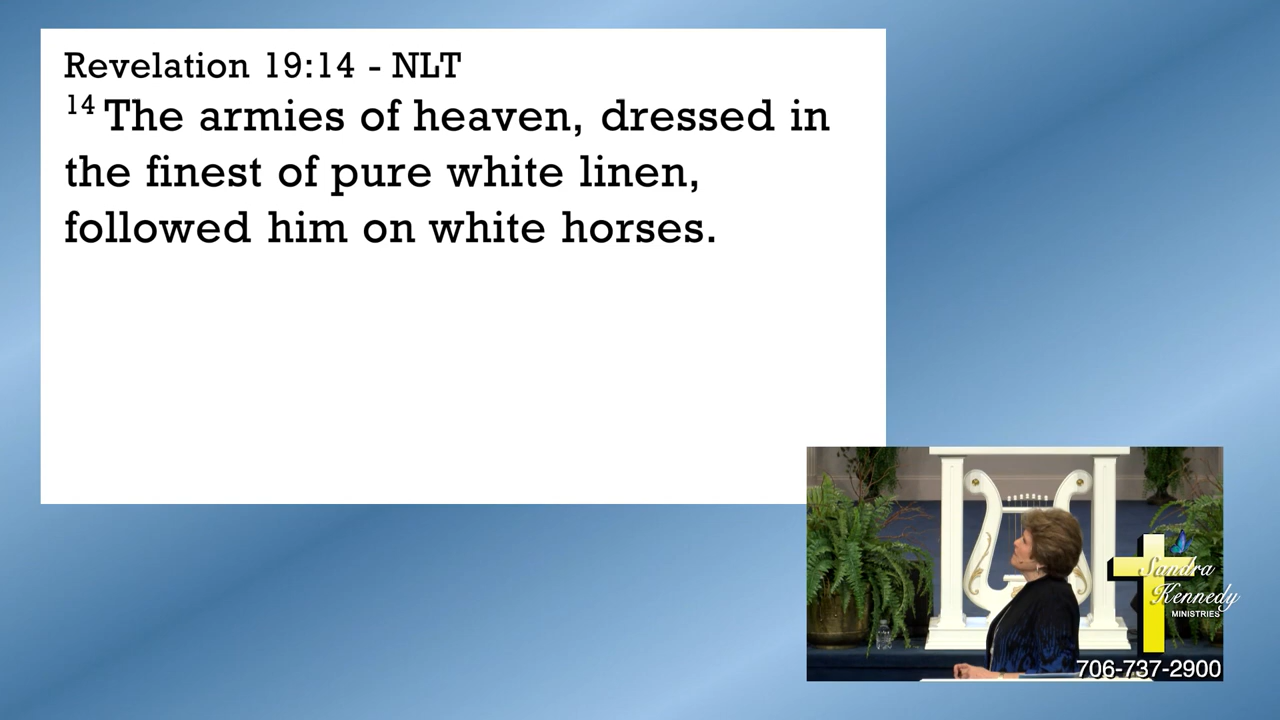 Revelation 19:14 - NLT
14 The armies of heaven, dressed in
the finest of pure white linen,
followed him on white horses.
Sandra
Kennedy
MINISTRIES
706-737-2900